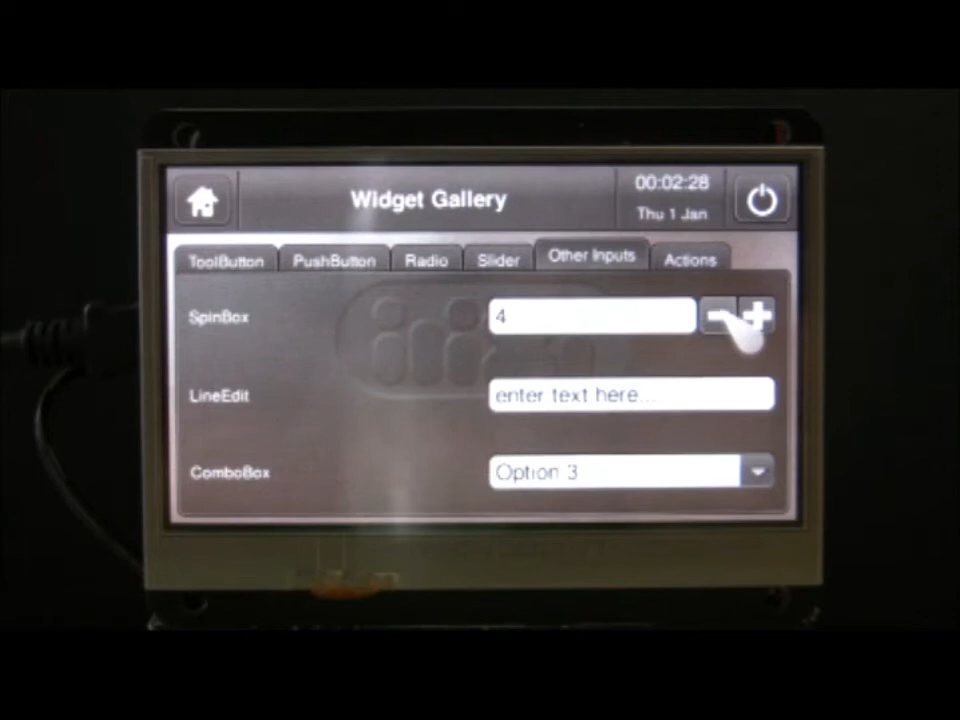 Widget Gallery
00:02:28
Thu 1 Jan
ToolButton
PushButton
Radio
Slider
Other Inputs
Actions
SpinBox
4
LineEdit
enter text here...
ComboBox
Option 3